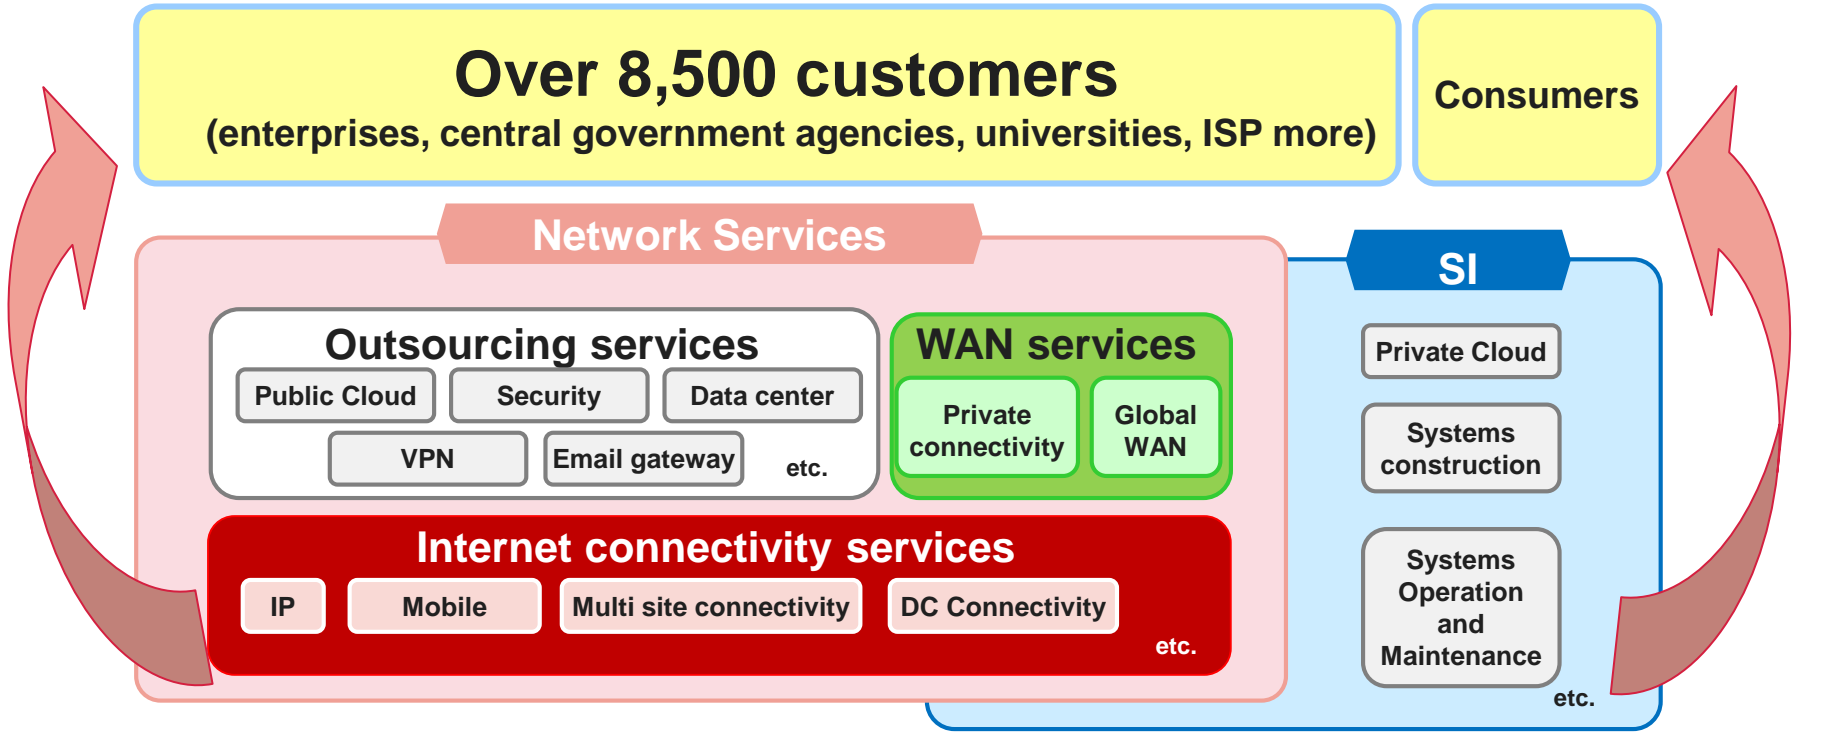 Over 8,500 customers
(enterprises, central government agencies, universities, ISP more)
Consumers
Network Services
SI
Outsourcing services
Public Cloud
Security
Data center
VPN
Email gateway
etc.
WAN services
Private
connectivity
Global
WAN
Internet connectivity services
IP
Mobile
Multi site connectivity
DC Connectivity
etc.
Private Cloud
Systems
construction
Systems
Operation
and
Maintenance
etc.